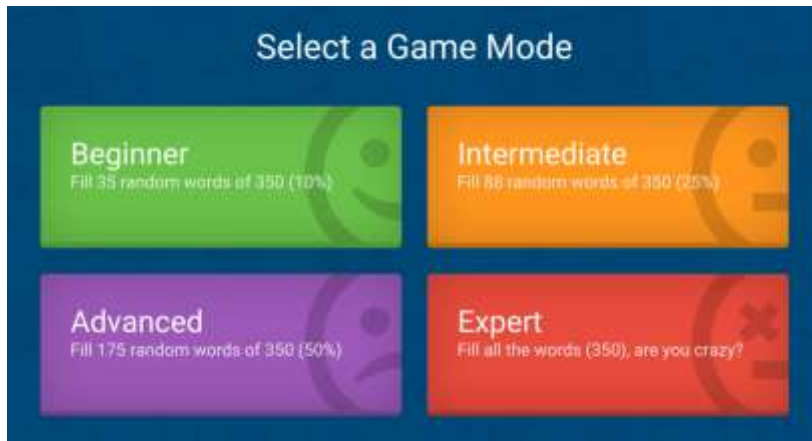 Select a Game Mode
Beginner
Fill 35 random words of 350 (10%)
Intermediate
Fill 88 random words of 350 (25%)
Advanced
Fill 175 random words of 350 (50%)
Expert
Fill all the words (350), are you crazy?